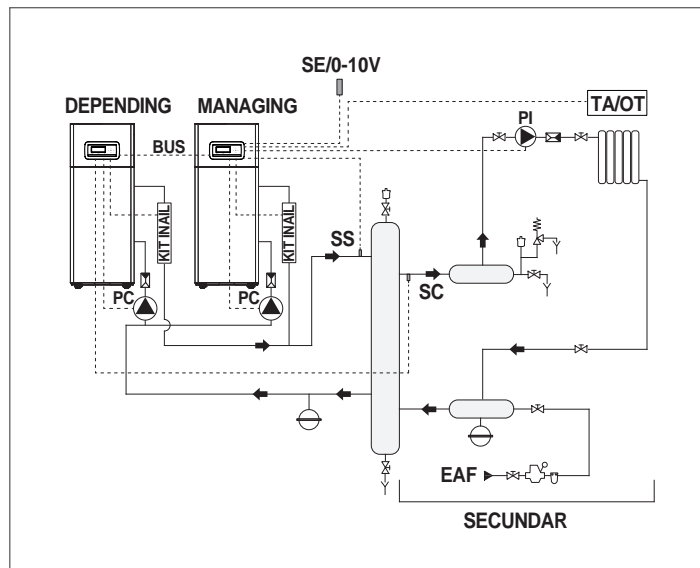 SE/0-10V
DEPENDING
MANAGING
TA/OT
PI
BUS
KIT INAIL
KIT INAIL
SS
SC
PC
PC
EAF
SECUNDAR